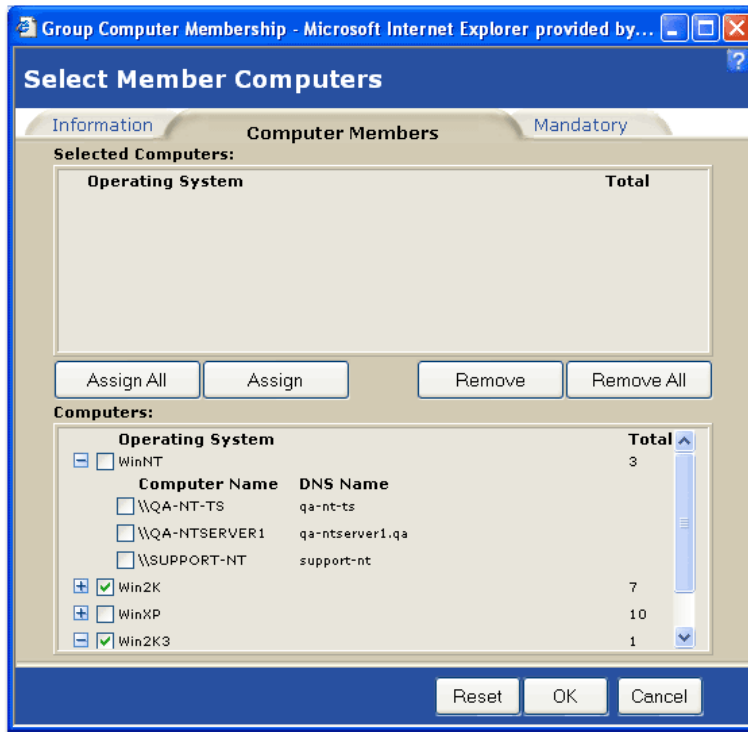 Group Computer Membership - Microsoft Internet Explorer provided by...
?
Select Member Computers
Information Computer Members Mandatory
Selected Computers:
Operating System Total
Assign All Assign Remove Remove All
Computers:
Operating System Total
WinNT 3
Computer Name DNS Name
\\QA-NT-TS qa-nt-ts
\\QA-NTSERVER1 qa-ntserver1.qa
\\SUPPORT-NT support-nt
Win2K 7
WinXP 10
Win2K3 1
Reset OK Cancel